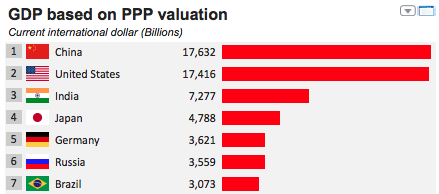 GDP based on PPP valuation
Current international dollar (Billions)
1 China 17,632
2 United States 17,416
3 India 7,277
4 Japan 4,788
5 Germany 3,621
6 Russia 3,559
7 Brazil 3,073